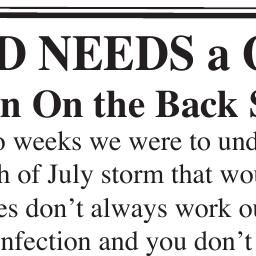 D NEEDS a
n On the Back S
o weeks we were to und
h of July storm that wou
es don't always work ou
nfection and you don't